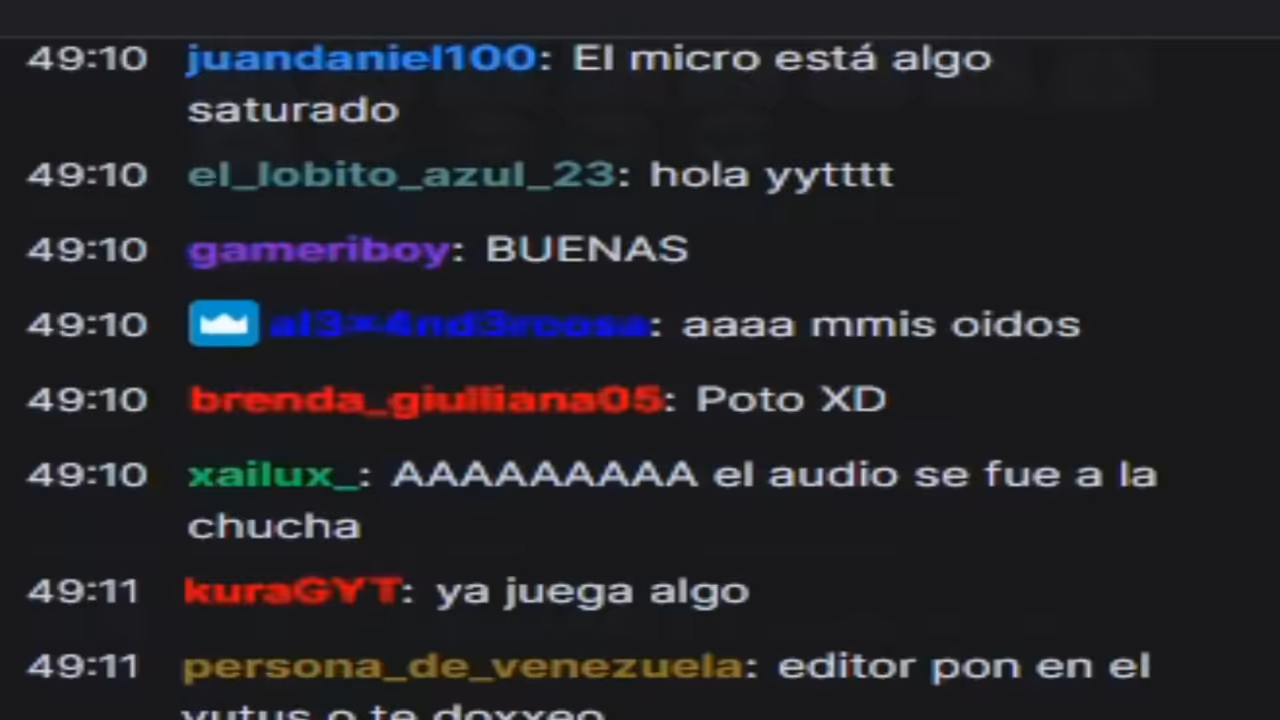 49:10 juandaniel100: El micro está algo
saturado
49:10 el_lobito_azul_23: hola yytttt
49:10 gameriboy: BUENAS
49:10 al3x4nd3roosa: aaaa mmis oidos
49:10 brenda_giulliana05: Poto XD
49:10 xailux_: AAAAAAAAA el audio se fue a la
chucha
49:11 kuraGYT: ya juega algo
49:11 persona_de_venezuela: editor pon en el
yutus o te doxxeo